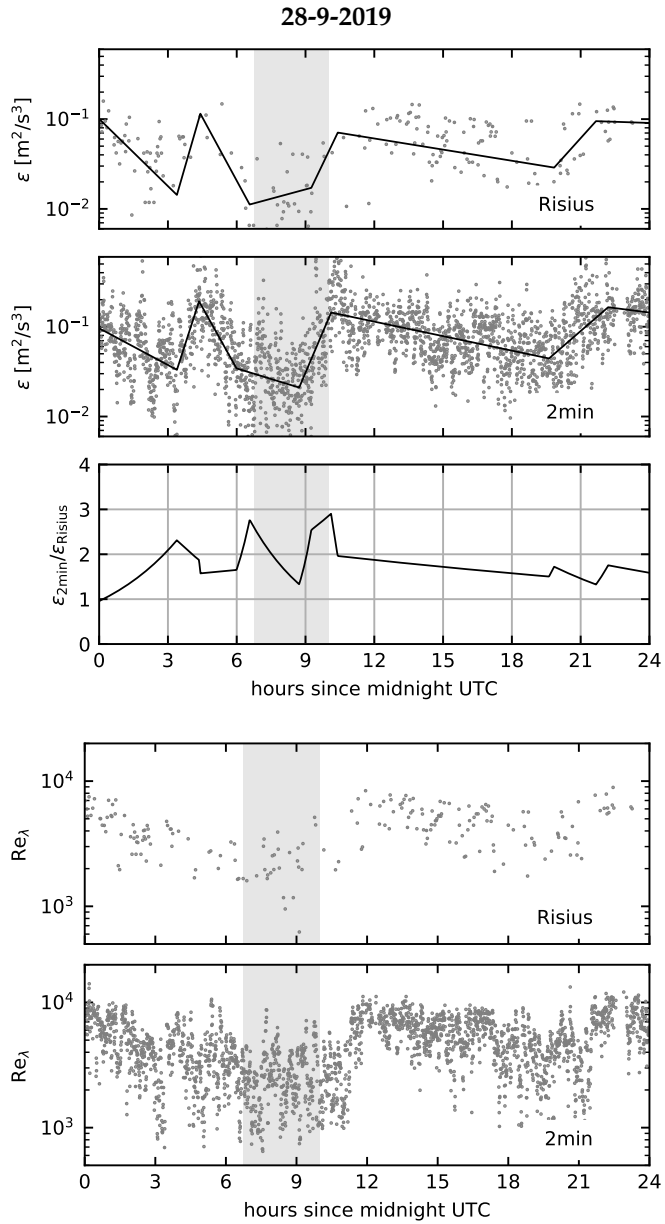 28-9-2019
ε [m²/s³]
10⁻¹
10⁻²
Risius
ε [m²/s³]
10⁻¹
10⁻²
2min
ε₂ₘᵢₙ/εRisius
4
3
2
1
0
0 3 6 9 12 15 18 21 24
hours since midnight UTC
Reλ
10⁴
10³
Risius
Reλ
10⁴
10³
2min
0 3 6 9 12 15 18 21 24
hours since midnight UTC